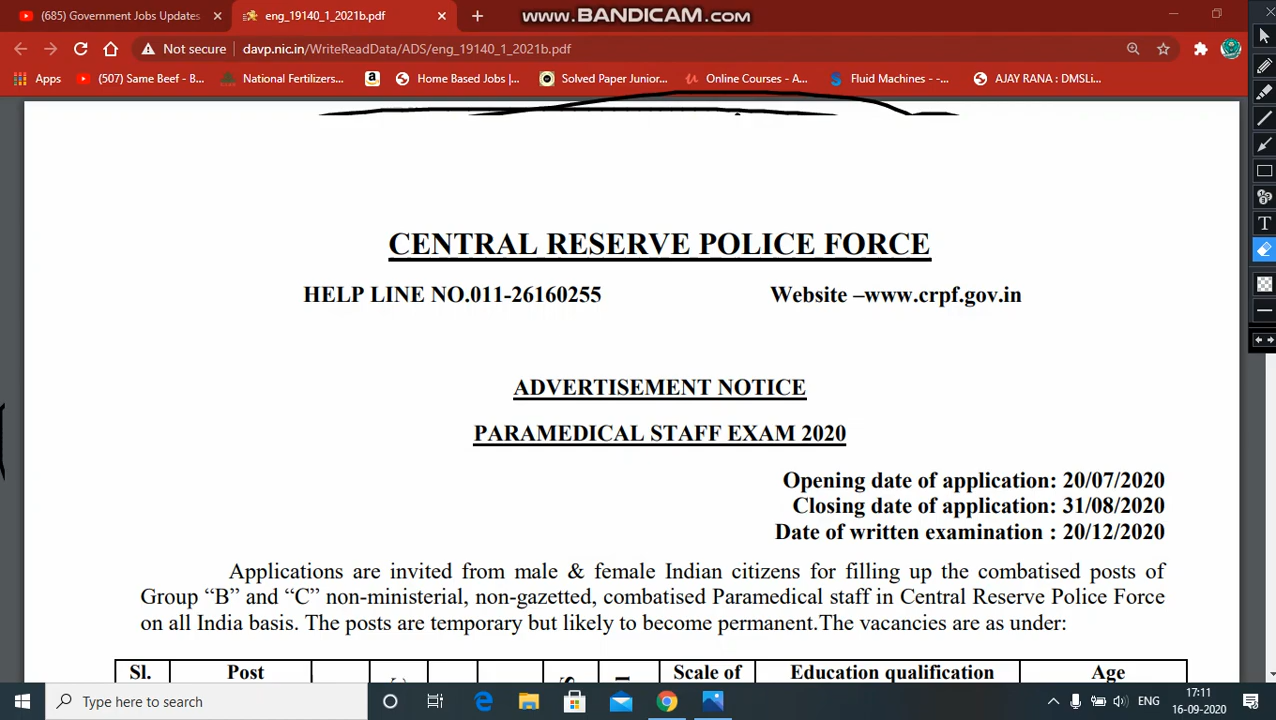 (685) Government Jobs Updates
eng_19140_1_2021b.pdf
www.BANDICAM.com
Not secure
davp.nic.in/WriteReadData/ADS/eng_19140_1_2021b.pdf
Apps
(507) Same Beef - B...
National Fertilizers...
Home Based Jobs |...
Solved Paper Junior...
Online Courses - A...
Fluid Machines - -...
AJAY RANA : DMSLi...
CENTRAL RESERVE POLICE FORCE
HELP LINE NO.011-26160255 Website –www.crpf.gov.in
ADVERTISEMENT NOTICE
PARAMEDICAL STAFF EXAM 2020
Opening date of application: 20/07/2020
Closing date of application: 31/08/2020
Date of written examination : 20/12/2020
Applications are invited from male & female Indian citizens for filling up the combatised posts of
Group “B” and “C” non-ministerial, non-gazetted, combatised Paramedical staff in Central Reserve Police Force
on all India basis. The posts are temporary but likely to become permanent.The vacancies are as under:
Sl. Post Scale of Education qualification Age
Type here to search
ENG
17:11
16-09-2020